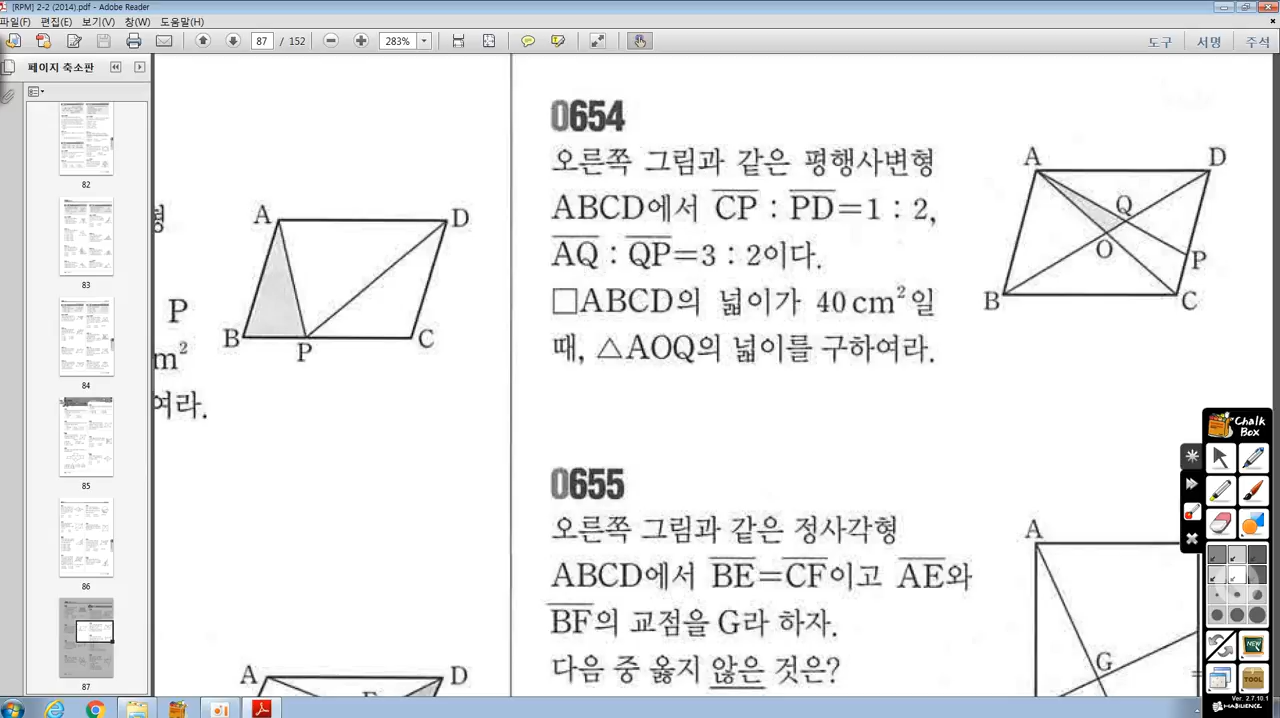 [RPM] 2-2 (2014).pdf - Adobe Reader
파일(F) 편집(E) 보기(V) 창(W) 도움말(H)
87 / 152 283% 도구 서명 주석
페이지 축소판
82
83
84
85
86
87
A D
B P C
P
m²
여라.
A D
0654
오른쪽 그림과 같은 평행사변형
ABCD에서 CP : PD=1 : 2,
AQ : QP=3 : 2이다.
□ABCD의 넓이가 40 cm²일
때, △AOQ의 넓이를 구하여라.
A D
Q
O P
B C
0655
오른쪽 그림과 같은 정사각형
ABCD에서 BE=CF이고 AE와
BF의 교점을 G라 하자.
다음 중 옳지 않은 것은?
A
G
Chalk
Box
NEW
TOOL
Ver. 2.7.10.1
MABILIENCE